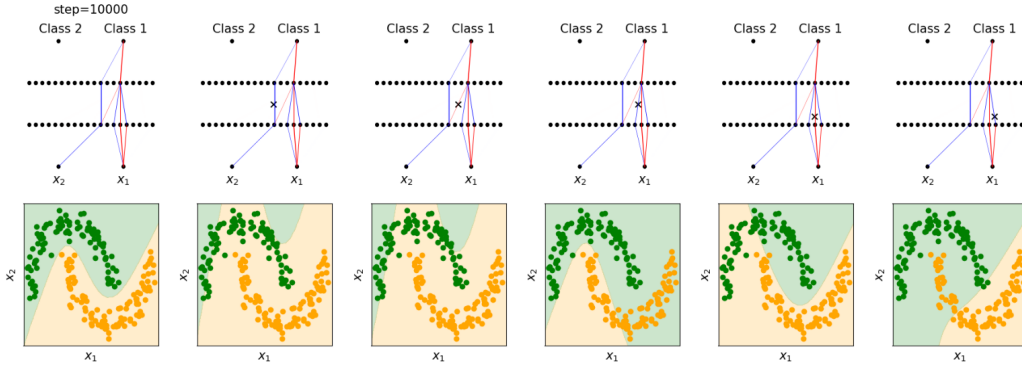 step=10000
Class 2 Class 1 Class 2 Class 1 Class 2 Class 1 Class 2 Class 1 Class 2 Class 1 Class 2 Class 1
x₂ x₁ x₂ x₁ x₂ x₁ x₂ x₁ x₂ x₁ x₂ x₁
x₂ x₂ x₂ x₂ x₂ x₂
x₁ x₁ x₁ x₁ x₁ x₁